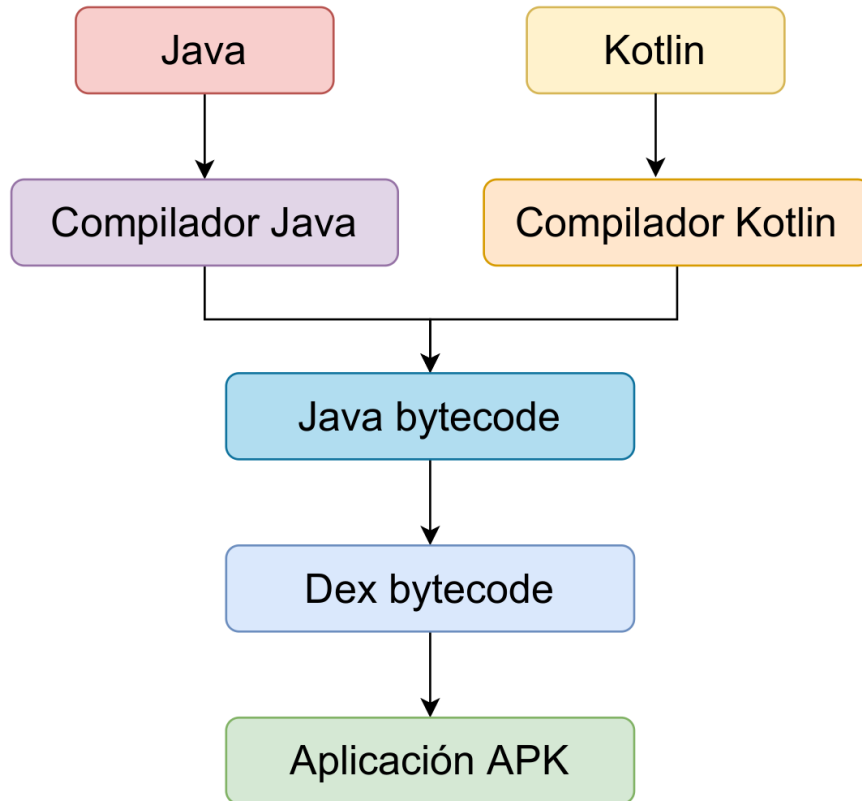 Java
Kotlin
Compilador Java
Compilador Kotlin
Java bytecode
Dex bytecode
Aplicación APK